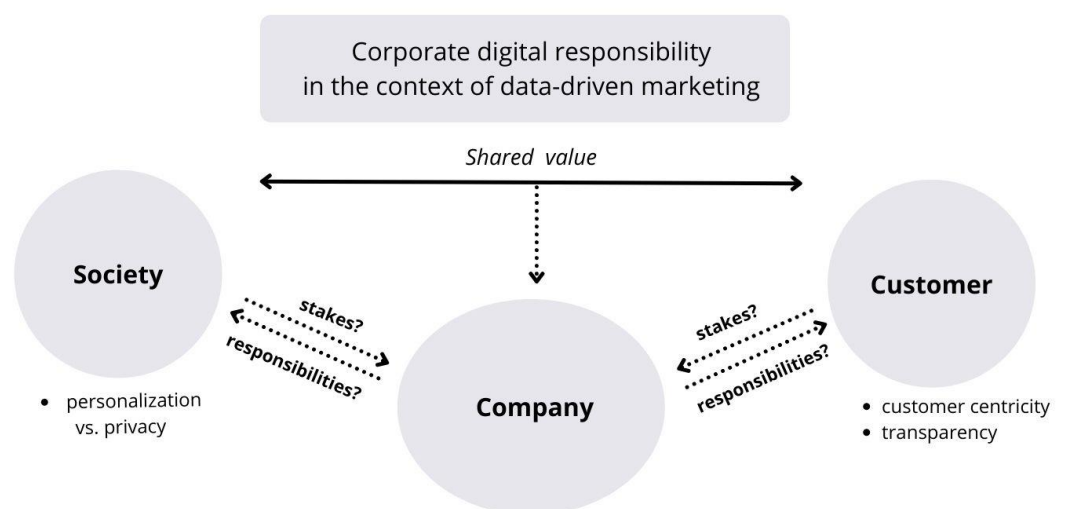 Corporate digital responsibility
in the context of data-driven marketing
Shared value
Society
Customer
stakes?
responsibilities?
stakes?
responsibilities?
Company
• personalization
vs. privacy
• customer centricity
• transparency